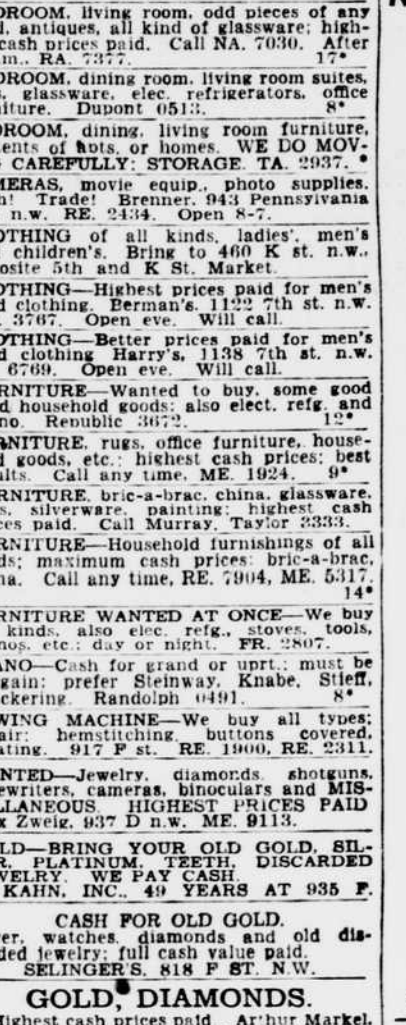 DROOM, living room, odd pieces of any
d, antiques, all kind of glassware; high-
cash prices paid. Call NA. 7030. After
m., RA. 7377. 17*
DROOM, dining room, living room suites,
s, glassware, elec. refrigerators, office
niture. Dupont 0513. 8*
DROOM, dining, living room furniture,
ents of apts. or homes. WE DO MOV-
G CAREFULLY; STORAGE. TA. 2937. *
MERAS, movie equip., photo supplies.
h! Trade! Brenner, 943 Pennsylvania
n.w. RE. 2434. Open 8-7.
OTHING of all kinds, ladies', men's
children's. Bring to 460 K st. n.w.,
osite 5th and K St. Market.
OTHING—Highest prices paid for men's
d clothing. Berman's, 1122 7th st. n.w.
. 3767. Open eve. Will call.
OTHING—Better prices paid for men's
d clothing Harry's, 1138 7th st. n.w.
6769. Open eve. Will call.
RNITURE—Wanted to buy, some good
d household goods; also elect. refg. and
no. Republic 3672. 12*
RNITURE, rugs, office furniture, house-
d goods, etc.; highest cash prices; best
ults. Call any time, ME. 1924. 9*
RNITURE, bric-a-brac, china, glassware,
s, silverware, painting; highest cash
ces paid. Call Murray, Taylor 3333.
RNITURE—Household furnishings of all
ds; maximum cash prices; bric-a-brac,
na. Call any time, RE. 7904, ME. 5317.
14*
RNITURE WANTED AT ONCE—We buy
kinds, also elec. refg., stoves, tools,
nos, etc.; day or night. FR. 2807.
ANO—Cash for grand or uprt.; must be
gain; prefer Steinway, Knabe, Stieff,
ckering. Randolph 0491. 8*
WING MACHINE—We buy all types;
air; hemstitching, buttons covered,
ating. 917 F st. RE. 1900, RE. 2311.
NTED—Jewelry, diamonds, shotguns,
ewriters, cameras, binoculars and MIS-
LLANEOUS. HIGHEST PRICES PAID
x Zweig, 937 D n.w. ME. 9113.
LD—BRING YOUR OLD GOLD, SIL-
R, PLATINUM, TEETH, DISCARDED
WELRY. WE PAY CASH.
KAHN, INC., 49 YEARS AT 935 F.
CASH FOR OLD GOLD.
er, watches, diamonds and old dis-
ded jewelry; full cash value paid.
SELINGER'S, 818 F ST. N.W.
GOLD, DIAMONDS.
Highest cash prices paid. Arthur Markel,